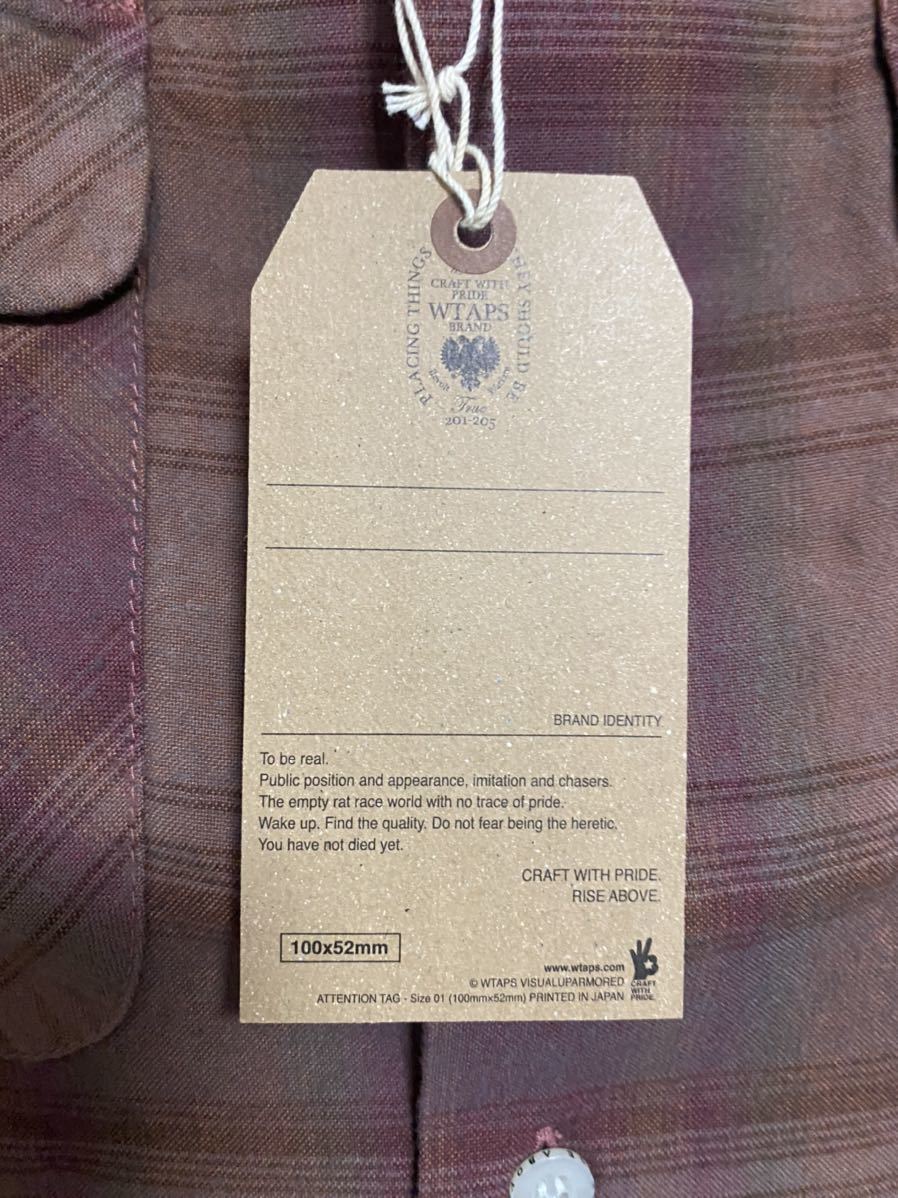 PLACING THINGS
HEY SHOULD BE
CRAFT WITH
PRIDE
WTAPS
BRAND
True
201-205
BRAND IDENTITY
To be real.
Public position and appearance, imitation and chasers.
The empty rat race world with no trace of pride.
Wake up. Find the quality. Do not fear being the heretic.
You have not died yet.
CRAFT WITH PRIDE.
RISE ABOVE.
100x52mm
www.wtaps.com
© WTAPS VISUALUPARMORED
ATTENTION TAG - Size 01 (100mm×52mm) PRINTED IN JAPAN
CRAFT
WITH
PRIDE.